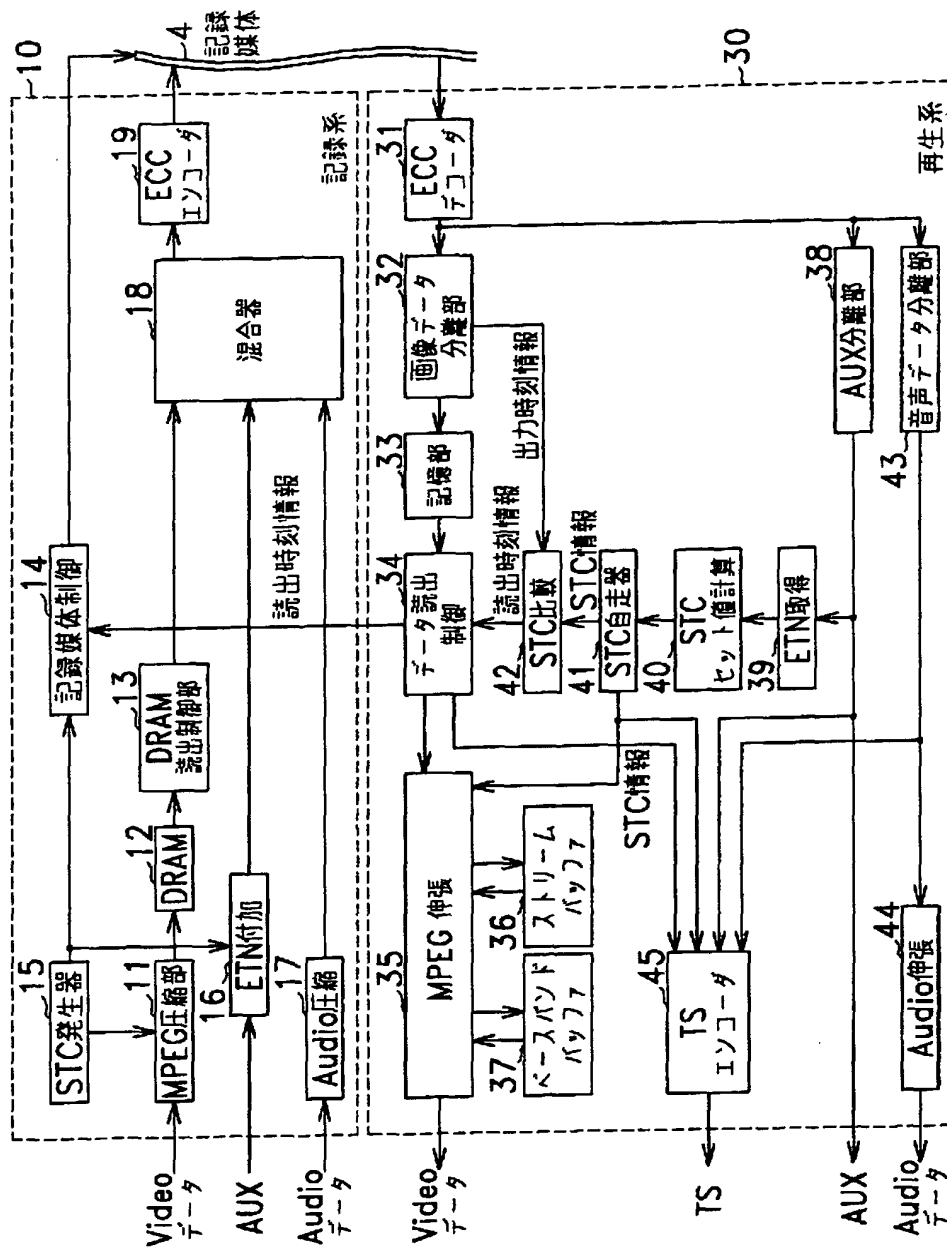 10
15
STC発生器
14
記録媒体制御
記録媒体
4
Video
データ
11
MPEG圧縮部
12
DRAM
13
DRAM
読出制御部
18
混合器
19
ECC
エンコーダ
AUX
16
ETN付加
Audio
データ
17
Audio圧縮
読出時刻情報
記録系
30
Video
データ
35
MPEG 伸張
34
データ読出
制御
33
記憶部
32
画像データ
分離部
31
ECC
デコーダ
37
ベースバンド
バッファ
36
ストリーム
バッファ
読出時刻情報
出力時刻情報
42
STC比較
STC情報
41
STC自走器
STC情報
40
STC
セット値計算
39
ETN取得
TS
45
TS
エンコーダ
AUX
38
AUX分離部
Audio
データ
44
Audio伸張
43
音声データ分離部
再生系